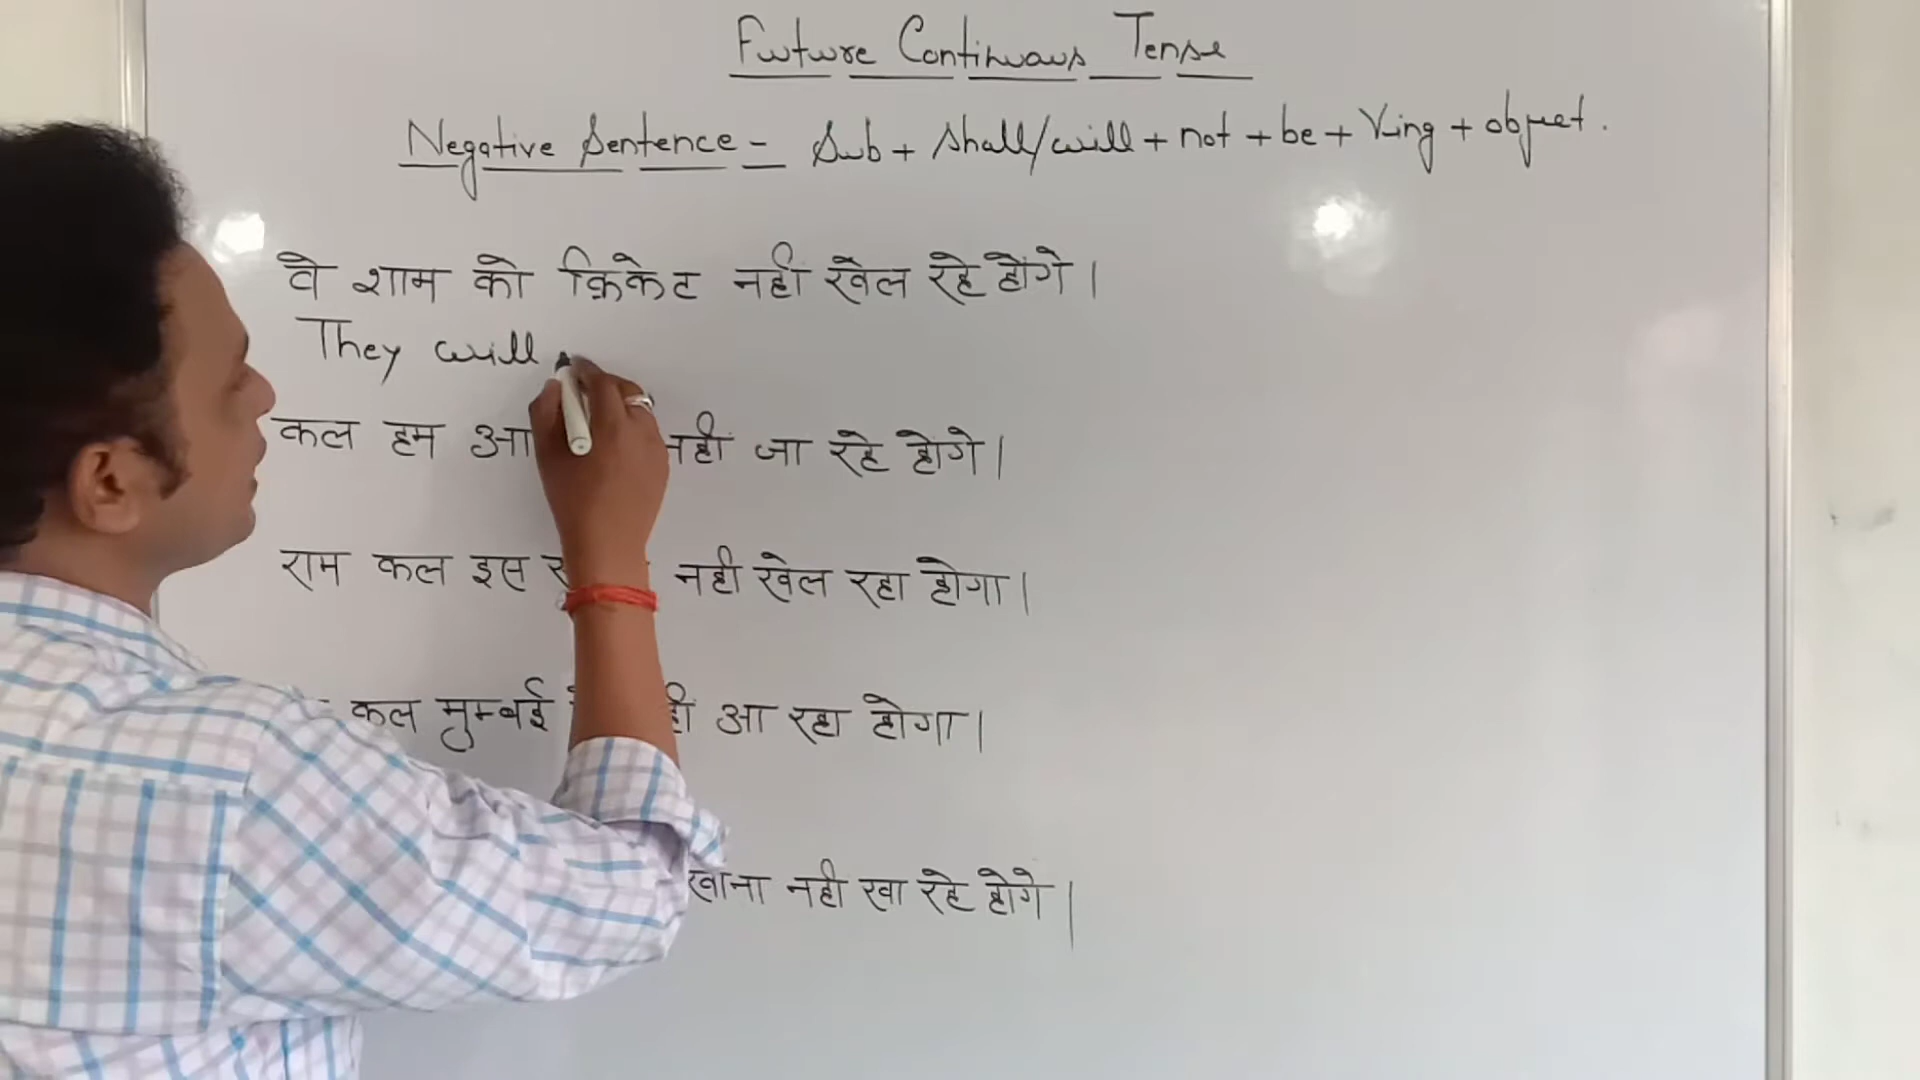 Future Continuous Tense
Negative Sentence - Sub + shall/will + not + be + V-ing + object.
वे शाम को क्रिकेट नहीं खेल रहे होंगे।
They will
कल हम नहीं जा रहे होंगे।
राम कल इस नही खेल रहा होगा।
कल मुम्बई आ रहा होगा।
खाना नही खा रहे होंगे।